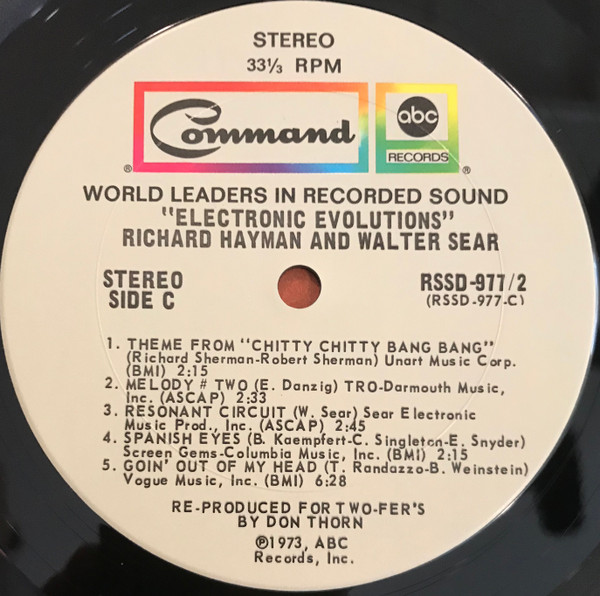 STEREO
33⅓ RPM
Command
abc
RECORDS
®
®
WORLD LEADERS IN RECORDED SOUND
"ELECTRONIC EVOLUTIONS"
RICHARD HAYMAN AND WALTER SEAR
STEREO
SIDE C
RSSD-977/2
(RSSD-977-C)
1. THEME FROM "CHITTY CHITTY BANG BANG"
(Richard Sherman-Robert Sherman) Unart Music Corp.
(BMI) 2:15
2. MELODY # TWO (E. Danzig) TRO-Darmouth Music,
Inc. (ASCAP) 2:33
3. RESONANT CIRCUIT (W. Sear) Sear Electronic
Music Prod., Inc. (ASCAP) 2:45
4. SPANISH EYES (B. Kaempfert-C. Singleton-E. Snyder)
Screen Gems-Columbia Music, Inc. (BMI) 2:15
5. GOIN' OUT OF MY HEAD (T. Randazzo-B. Weinstein)
Vogue Music, Inc. (BMI) 6:28
RE-PRODUCED FOR TWO-FER'S
BY DON THORN
℗1973, ABC
Records, Inc.